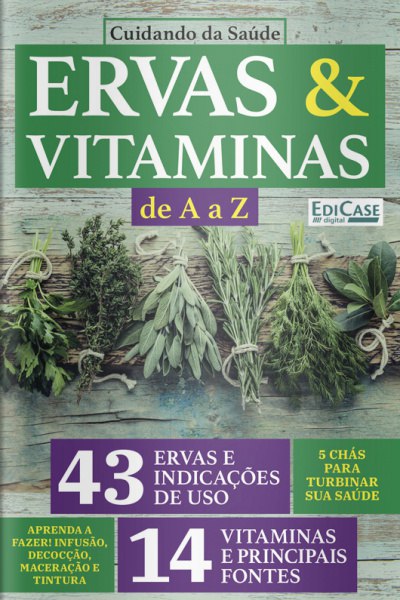 Cuidando da Saúde
ERVAS &
VITAMINAS
de A a Z
EDICASE
digital
43
ERVAS E
INDICAÇÕES
DE USO
5 CHÁS
PARA
TURBINAR
SUA SAÚDE
APRENDA A
FAZER! INFUSÃO,
DECOCÇÃO,
MACERAÇÃO E
TINTURA
14
VITAMINAS
E PRINCIPAIS
FONTES